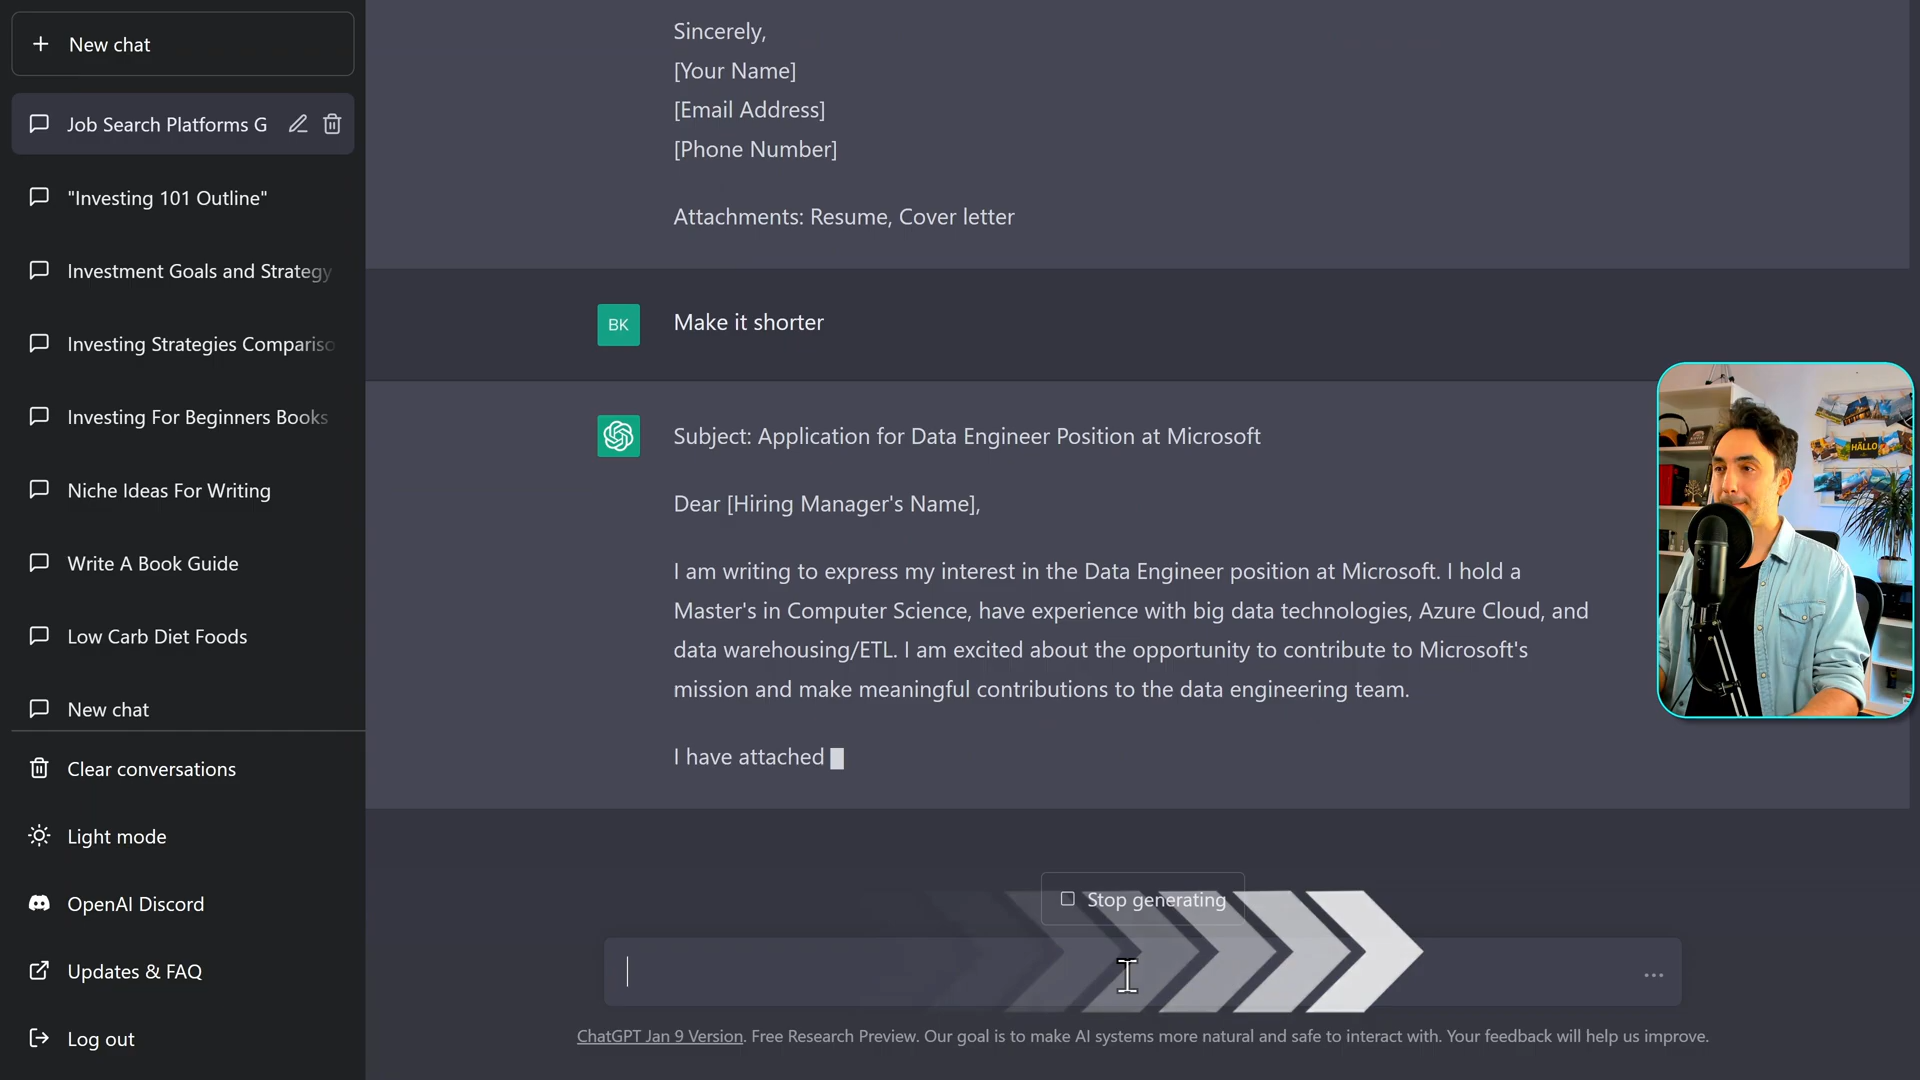 New chat
Job Search Platforms G
"Investing 101 Outline"
Investment Goals and Strategy
Investing Strategies Compariso
Investing For Beginners Books
Niche Ideas For Writing
Write A Book Guide
Low Carb Diet Foods
New chat
Clear conversations
Light mode
OpenAI Discord
Updates & FAQ
Log out
Sincerely,
[Your Name]
[Email Address]
[Phone Number]
Attachments: Resume, Cover letter
BK
Make it shorter
Subject: Application for Data Engineer Position at Microsoft
Dear [Hiring Manager's Name],
I am writing to express my interest in the Data Engineer position at Microsoft. I hold a
Master's in Computer Science, have experience with big data technologies, Azure Cloud, and
data warehousing/ETL. I am excited about the opportunity to contribute to Microsoft's
mission and make meaningful contributions to the data engineering team.
I have attached
HÄLLO
Stop generating
ChatGPT Jan 9 Version. Free Research Preview. Our goal is to make AI systems more natural and safe to interact with. Your feedback will help us improve.